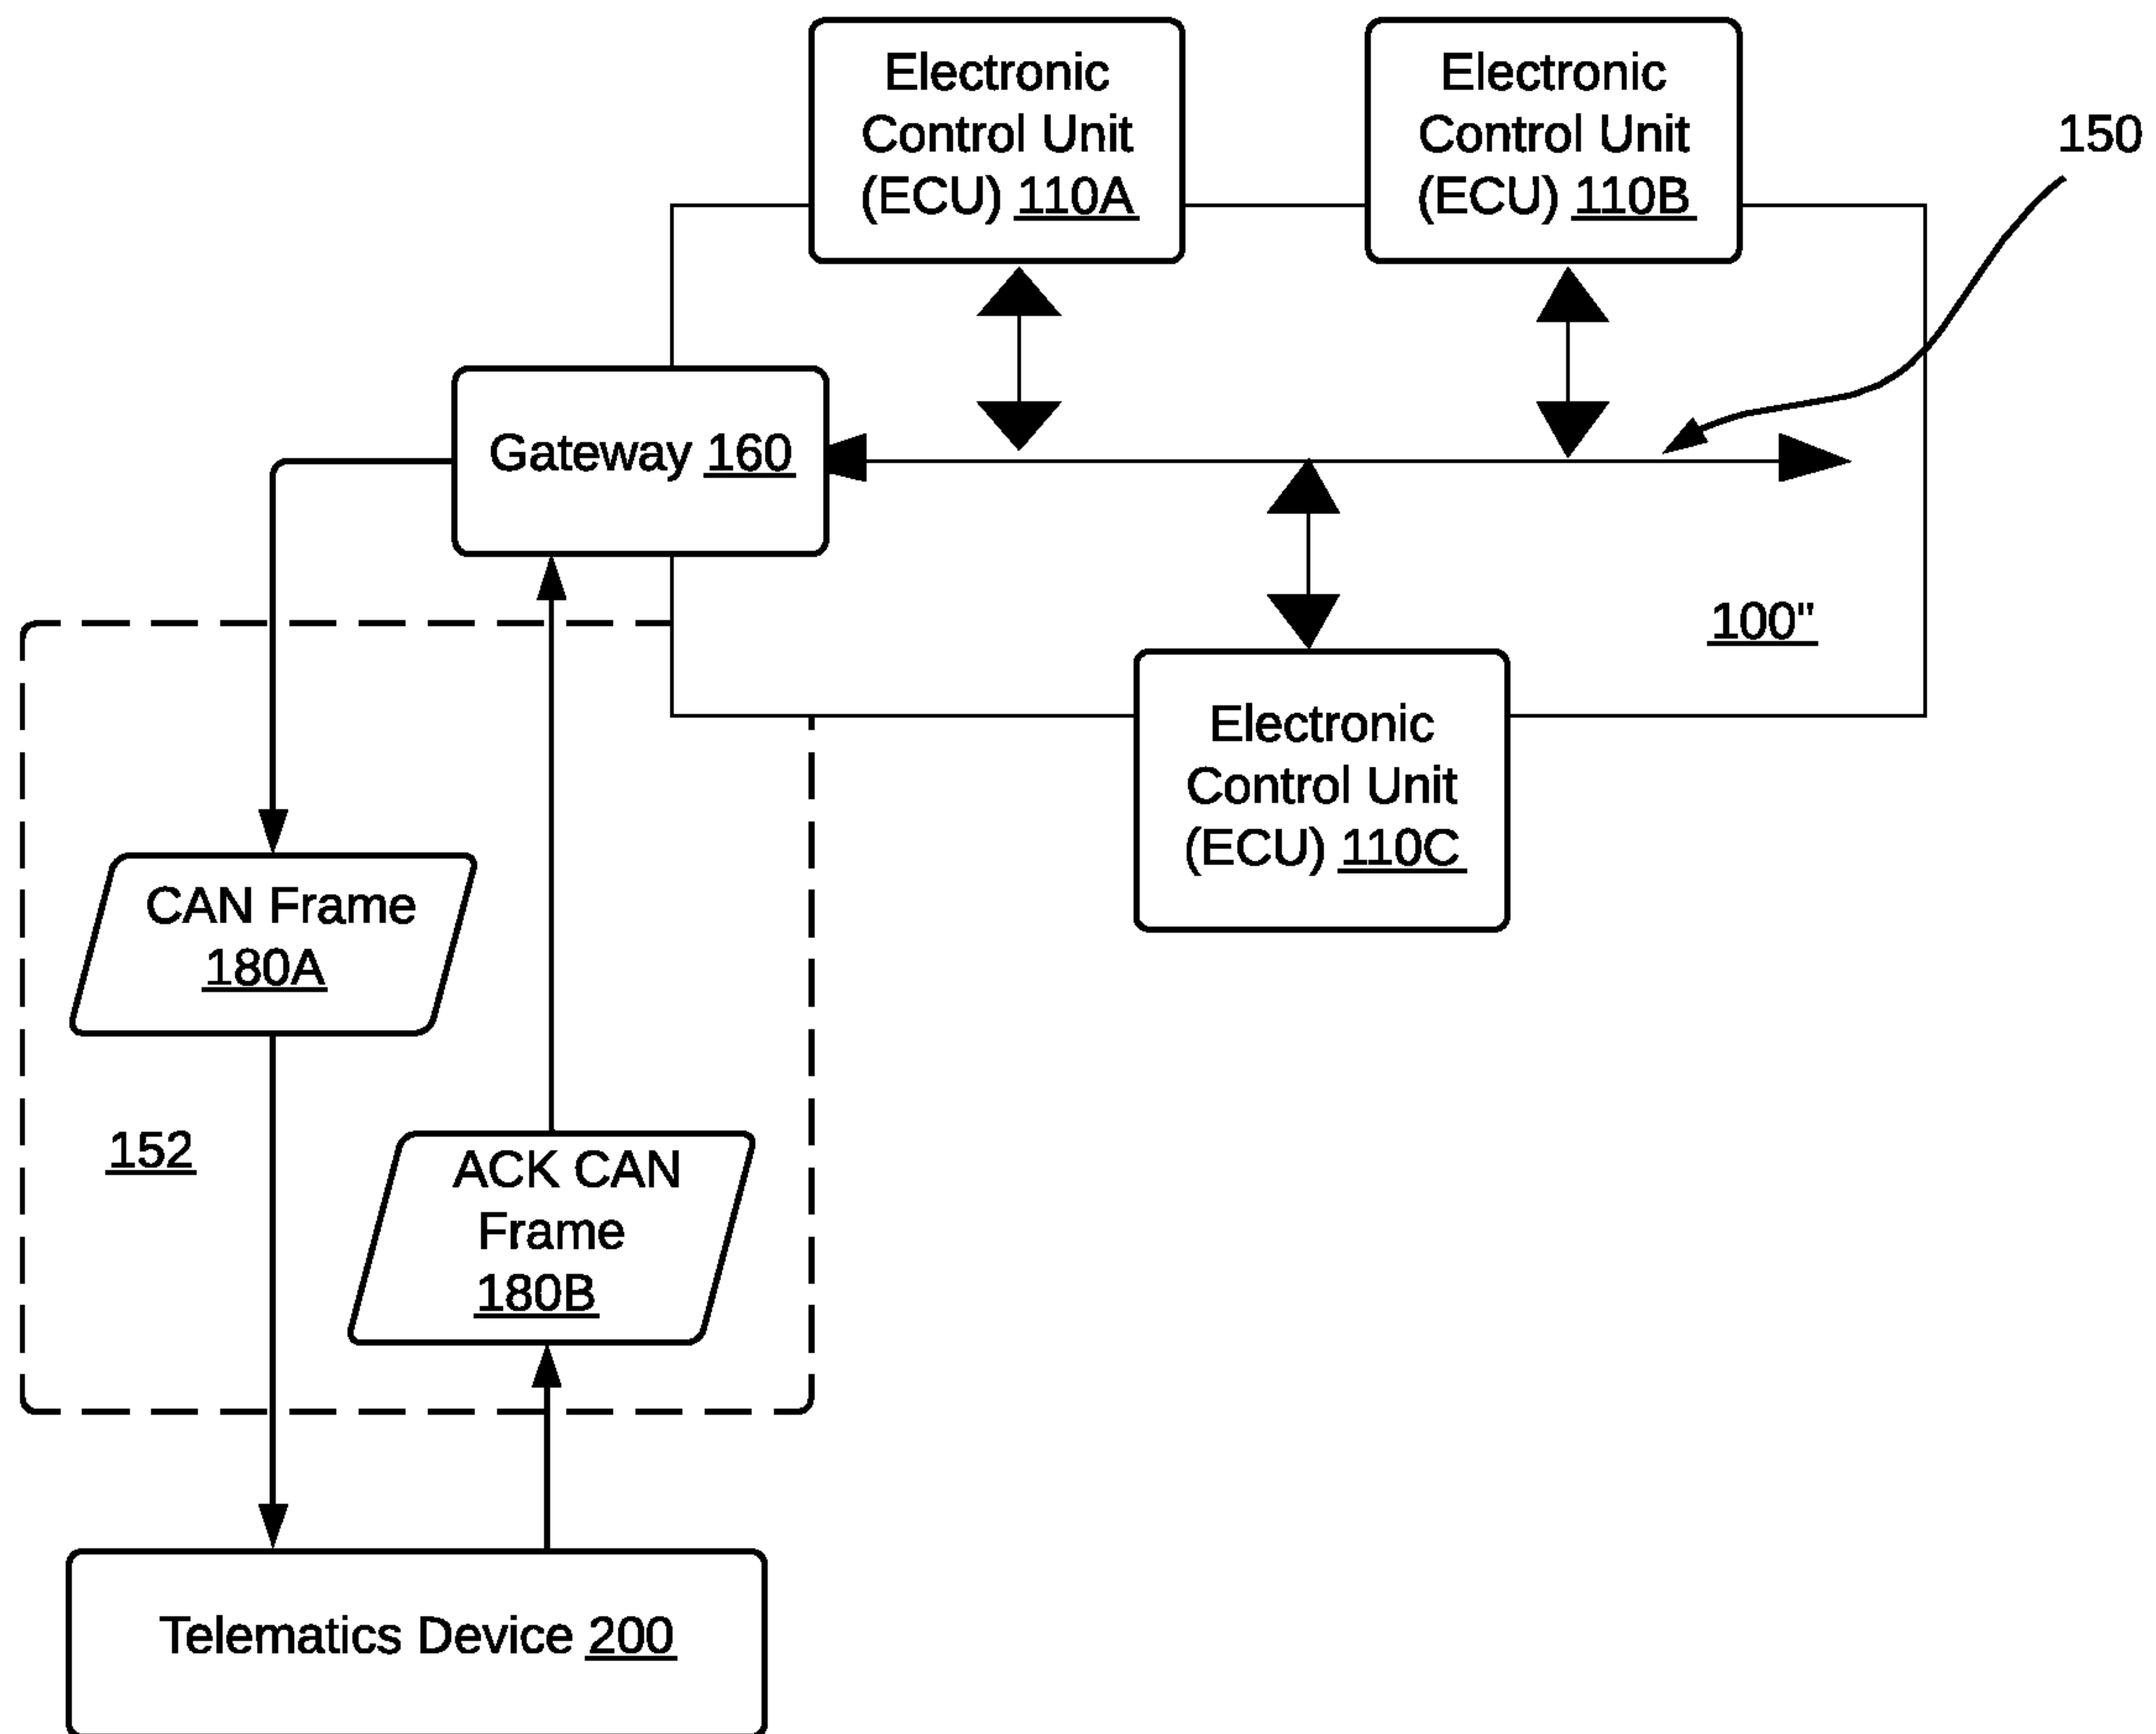 Electronic
Control Unit
(ECU) 110A
Electronic
Control Unit
(ECU) 110B
150
Gateway 160
100"
Electronic
Control Unit
(ECU) 110C
CAN Frame
180A
152
ACK CAN
Frame
180B
Telematics Device 200